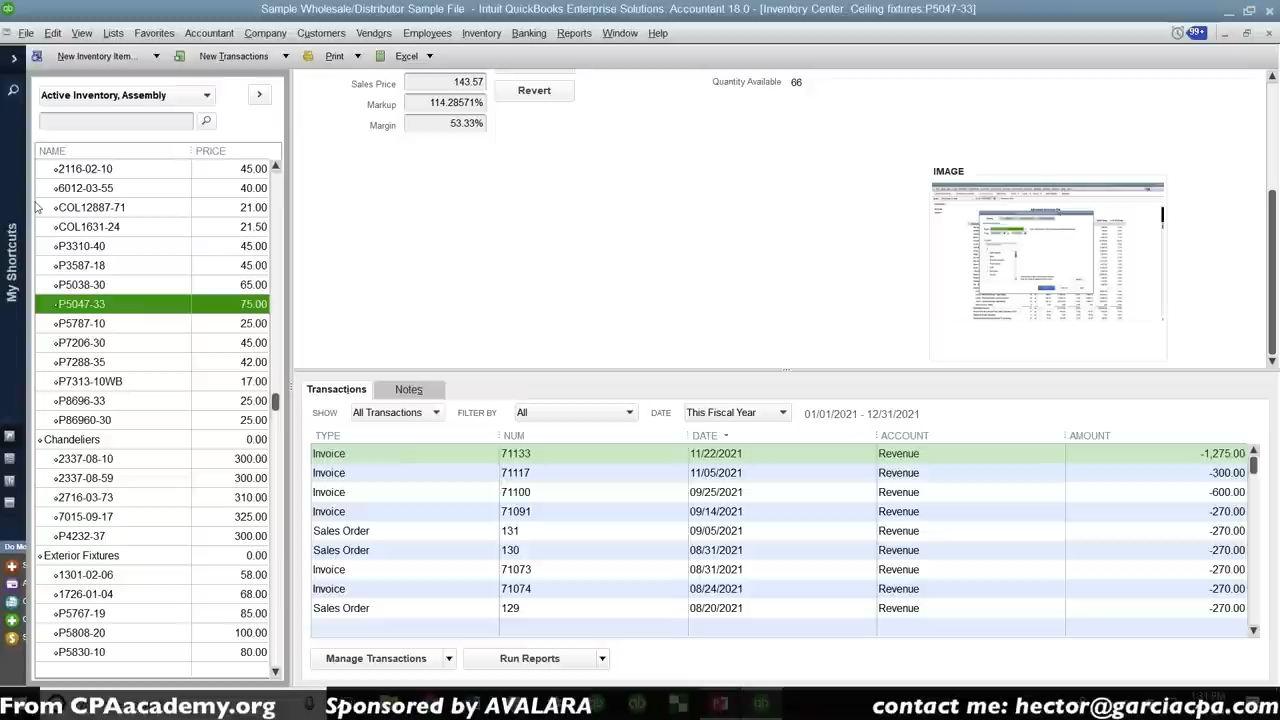 Sample Wholesale/Distributor Sample File - Intuit QuickBooks Enterprise Solutions. Accountant 18.0 - [Inventory Center Ceiling fixtures:P5047-33]
File Edit View Lists Favorites Accountant Company Customers Vendors Employees Inventory Banking Reports Window Help 99+
New Inventory Item... New Transactions Print Excel
My Shortcuts
Do Mo
Active Inventory, Assembly
NAME PRICE
2116-02-10 45.00
6012-03-55 40.00
COL12887-71 21.00
COL1631-24 21.50
P3310-40 45.00
P3587-18 45.00
P5038-30 65.00
P5047-33 75.00
P5787-10 25.00
P7206-30 45.00
P7288-35 42.00
P7313-10WB 17.00
P8696-33 25.00
P86960-30 25.00
Chandeliers 0.00
2337-08-10 300.00
2337-08-59 300.00
2716-03-73 310.00
7015-09-17 325.00
P4232-37 300.00
Exterior Fixtures 0.00
1301-02-06 58.00
1726-01-04 68.00
P5767-19 85.00
P5808-20 100.00
P5830-10 80.00
Sales Price 143.57
Markup 114.28571%
Margin 53.33%
Revert
Quantity Available 66
IMAGE
Transactions Notes
SHOW All Transactions FILTER BY All DATE This Fiscal Year 01/01/2021 - 12/31/2021
TYPE NUM DATE ACCOUNT AMOUNT
Invoice 71133 11/22/2021 Revenue -1,275.00
Invoice 71117 11/05/2021 Revenue -300.00
Invoice 71100 09/25/2021 Revenue -600.00
Invoice 71091 09/14/2021 Revenue -270.00
Sales Order 131 09/05/2021 Revenue -270.00
Sales Order 130 08/31/2021 Revenue -270.00
Invoice 71073 08/31/2021 Revenue -270.00
Invoice 71074 08/24/2021 Revenue -270.00
Sales Order 129 08/20/2021 Revenue -270.00
Manage Transactions Run Reports
1:31 PM
From CPAacademy.org Sponsored by AVALARA contact me: hector@garciacpa.com